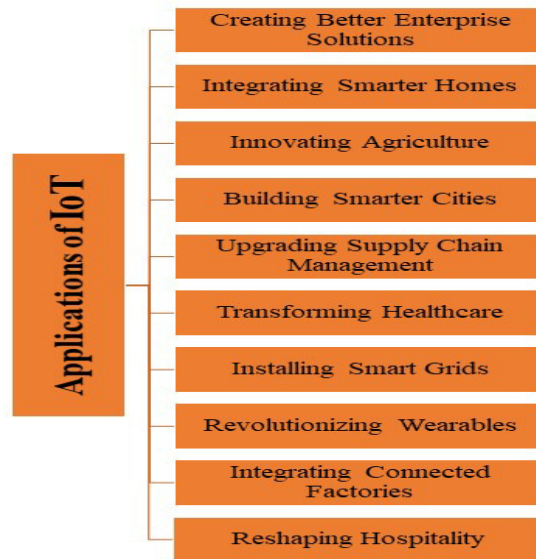 Applications of IoT
Creating Better Enterprise
Solutions
Integrating Smarter Homes
Innovating Agriculture
Building Smarter Cities
Upgrading Supply Chain
Management
Transforming Healthcare
Installing Smart Grids
Revolutionizing Wearables
Integrating Connected
Factories
Reshaping Hospitality